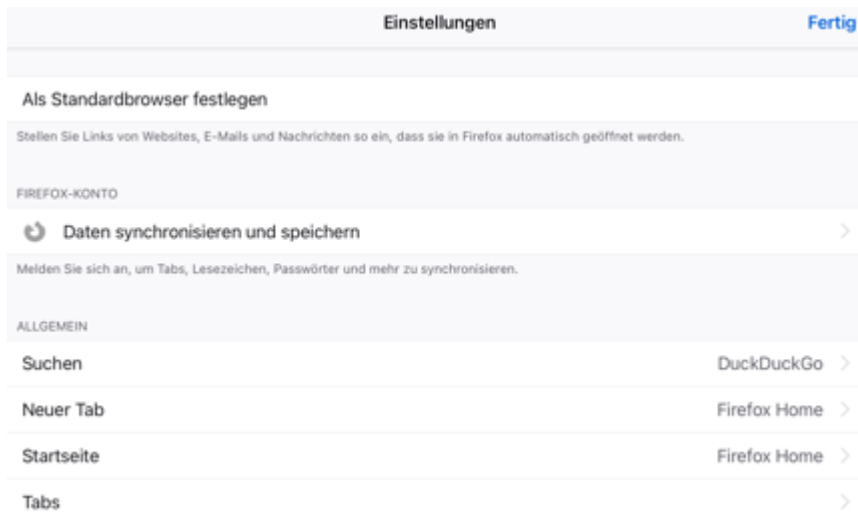 Einstellungen
Fertig
Als Standardbrowser festlegen
Stellen Sie Links von Websites, E-Mails und Nachrichten so ein, dass sie in Firefox automatisch geöffnet werden.
FIREFOX-KONTO
Daten synchronisieren und speichern
Melden Sie sich an, um Tabs, Lesezeichen, Passwörter und mehr zu synchronisieren.
ALLGEMEIN
Suchen DuckDuckGo
Neuer Tab Firefox Home
Startseite Firefox Home
Tabs